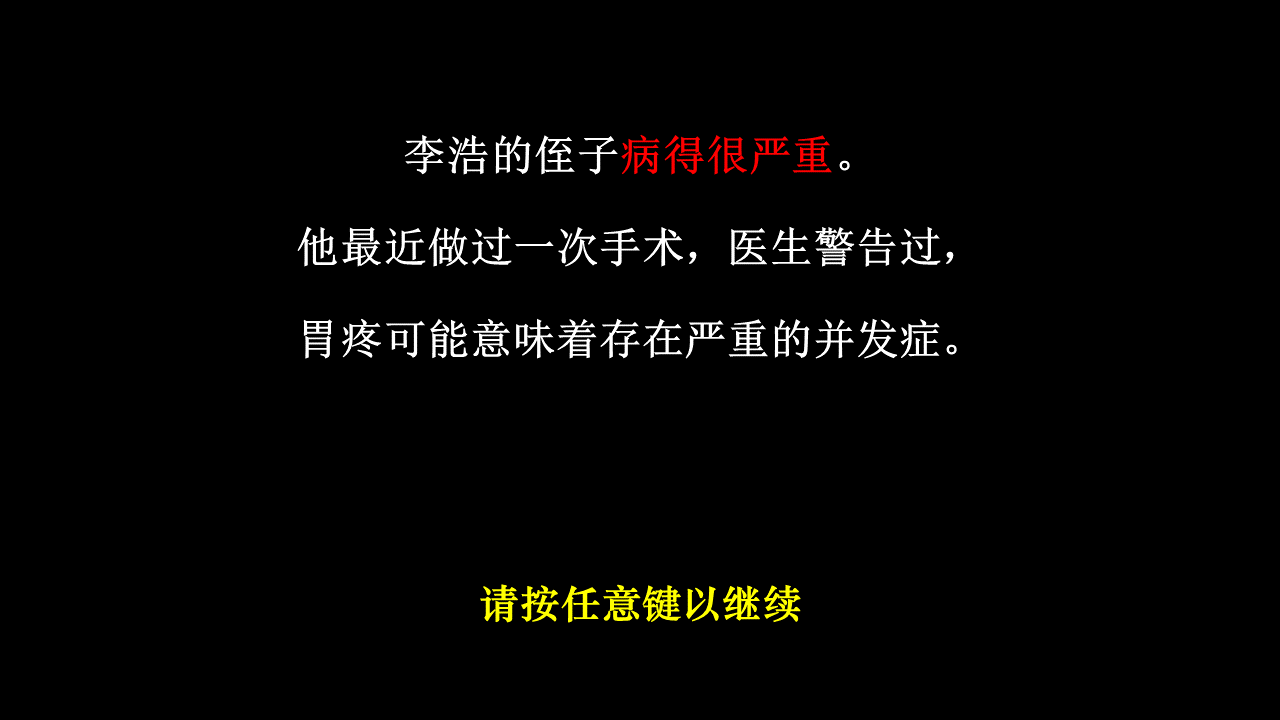 李浩的侄子病得很严重。
他最近做过一次手术，医生警告过，
胃疼可能意味着存在严重的并发症。
请按任意键以继续